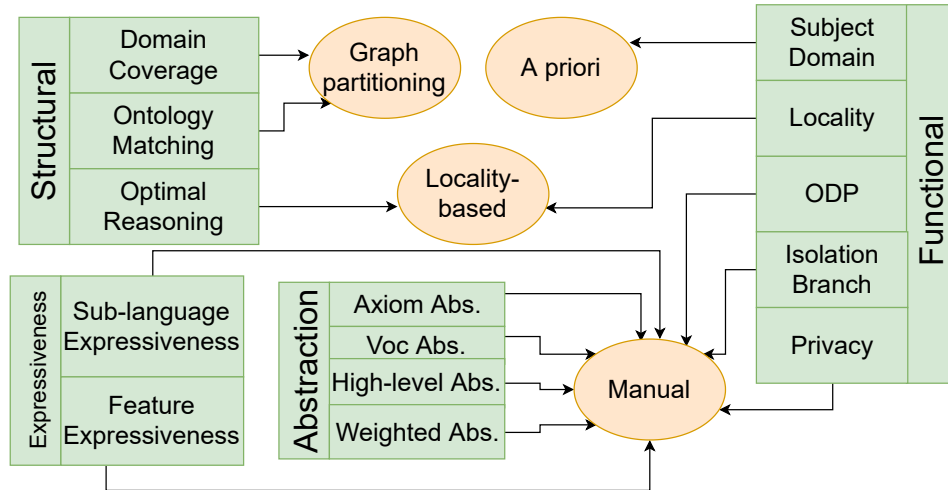 Structural
Domain
Coverage
Ontology
Matching
Optimal
Reasoning
Graph
partitioning
A priori
Locality-
based
Subject
Domain
Locality
ODP
Isolation
Branch
Privacy
Functional
Expressiveness
Sub-language
Expressiveness
Feature
Expressiveness
Abstraction
Axiom Abs.
Voc Abs.
High-level Abs.
Weighted Abs.
Manual